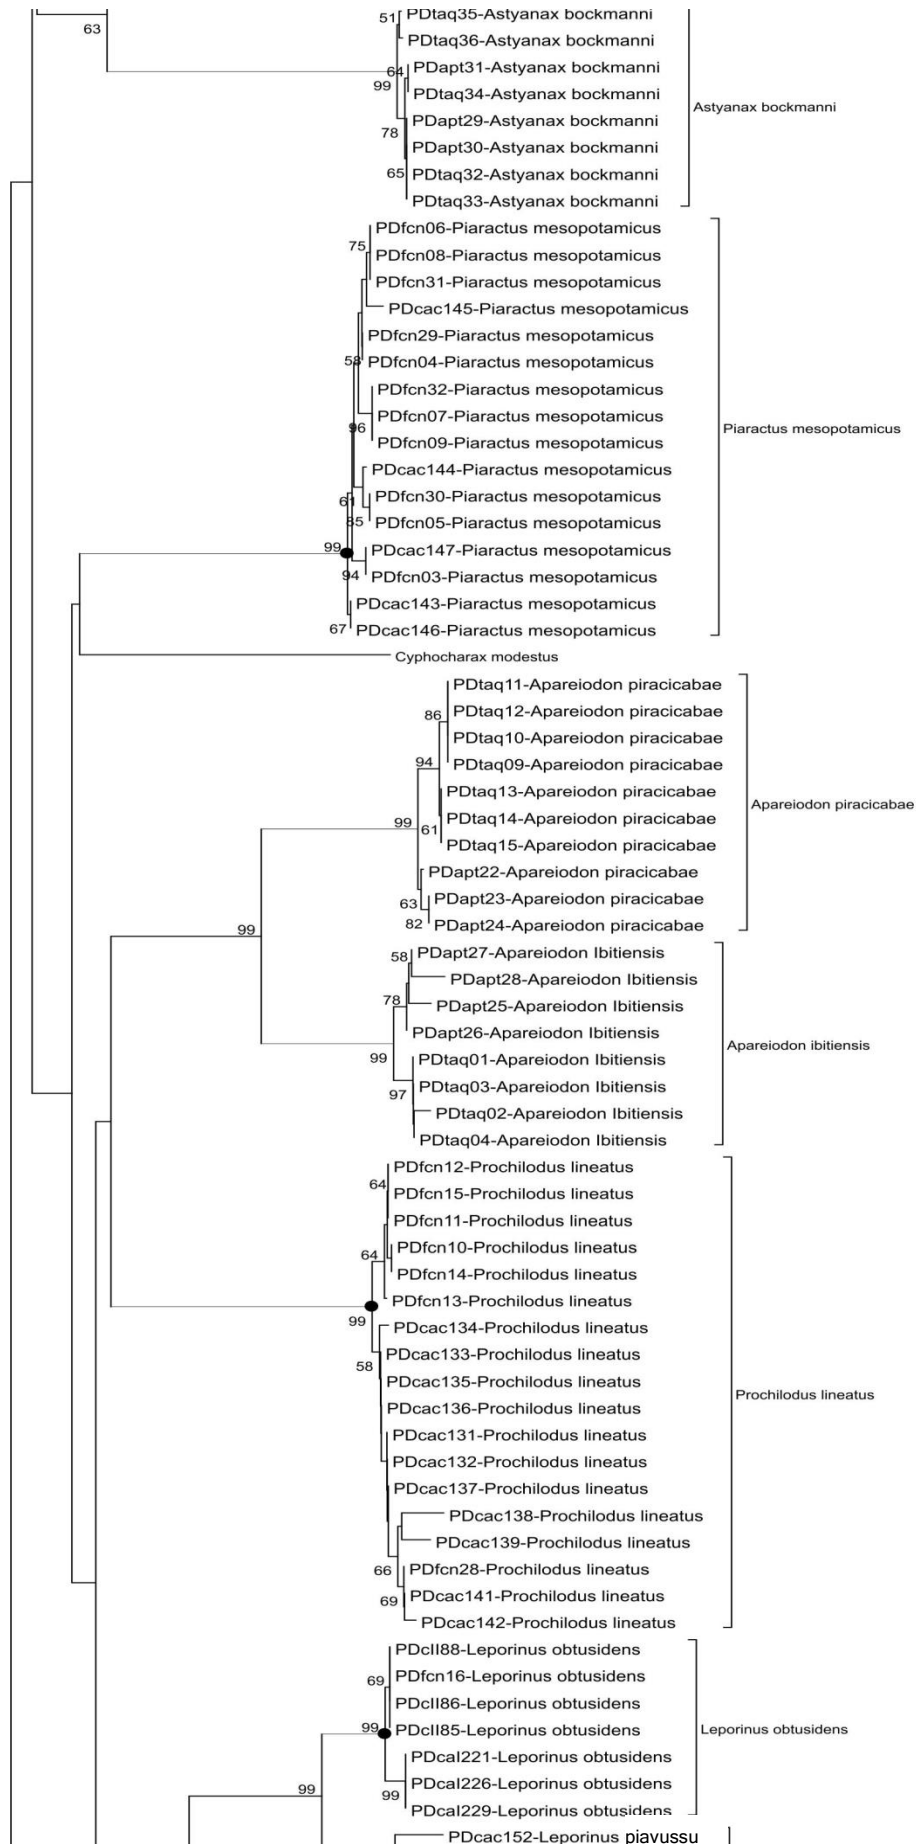 51
PDtaq35-Astyanax bockmanni
63
PDtaq36-Astyanax bockmanni
64
PDapt31-Astyanax bockmanni
99
PDtaq34-Astyanax bockmanni
Astyanax bockmanni
PDapt29-Astyanax bockmanni
78
PDapt30-Astyanax bockmanni
65
PDtaq32-Astyanax bockmanni
PDtaq33-Astyanax bockmanni
PDfcn06-Piaractus mesopotamicus
75
PDfcn08-Piaractus mesopotamicus
PDfcn31-Piaractus mesopotamicus
PDcac145-Piaractus mesopotamicus
PDfcn29-Piaractus mesopotamicus
58
PDfcn04-Piaractus mesopotamicus
PDfcn32-Piaractus mesopotamicus
PDfcn07-Piaractus mesopotamicus
96
Piaractus mesopotamicus
PDfcn09-Piaractus mesopotamicus
PDcac144-Piaractus mesopotamicus
61
PDfcn30-Piaractus mesopotamicus
85
PDfcn05-Piaractus mesopotamicus
99
PDcac147-Piaractus mesopotamicus
94
PDfcn03-Piaractus mesopotamicus
PDcac143-Piaractus mesopotamicus
67
PDcac146-Piaractus mesopotamicus
Cyphocharax modestus
PDtaq11-Apareiodon piracicabae
86
PDtaq12-Apareiodon piracicabae
PDtaq10-Apareiodon piracicabae
94
PDtaq09-Apareiodon piracicabae
PDtaq13-Apareiodon piracicabae
Apareiodon piracicabae
99
61
PDtaq14-Apareiodon piracicabae
PDtaq15-Apareiodon piracicabae
PDapt22-Apareiodon piracicabae
63
PDapt23-Apareiodon piracicabae
82
PDapt24-Apareiodon piracicabae
99
58
PDapt27-Apareiodon Ibitiensis
PDapt28-Apareiodon Ibitiensis
78
PDapt25-Apareiodon Ibitiensis
PDapt26-Apareiodon Ibitiensis
Apareiodon ibitiensis
99
PDtaq01-Apareiodon Ibitiensis
97
PDtaq03-Apareiodon Ibitiensis
PDtaq02-Apareiodon Ibitiensis
PDtaq04-Apareiodon Ibitiensis
PDfcn12-Prochilodus lineatus
64
PDfcn15-Prochilodus lineatus
PDfcn11-Prochilodus lineatus
64
PDfcn10-Prochilodus lineatus
PDfcn14-Prochilodus lineatus
PDfcn13-Prochilodus lineatus
99
PDcac134-Prochilodus lineatus
58
PDcac133-Prochilodus lineatus
PDcac135-Prochilodus lineatus
Prochilodus lineatus
PDcac136-Prochilodus lineatus
PDcac131-Prochilodus lineatus
PDcac132-Prochilodus lineatus
PDcac137-Prochilodus lineatus
PDcac138-Prochilodus lineatus
PDcac139-Prochilodus lineatus
66
PDfcn28-Prochilodus lineatus
69
PDcac141-Prochilodus lineatus
PDcac142-Prochilodus lineatus
PDcII88-Leporinus obtusidens
69
PDfcn16-Leporinus obtusidens
PDcII86-Leporinus obtusidens
99
PDcII85-Leporinus obtusidens
Leporinus obtusidens
PDcaI221-Leporinus obtusidens
99
99
PDcaI226-Leporinus obtusidens
PDcaI229-Leporinus obtusidens
PDcac152-Leporinus piavussu